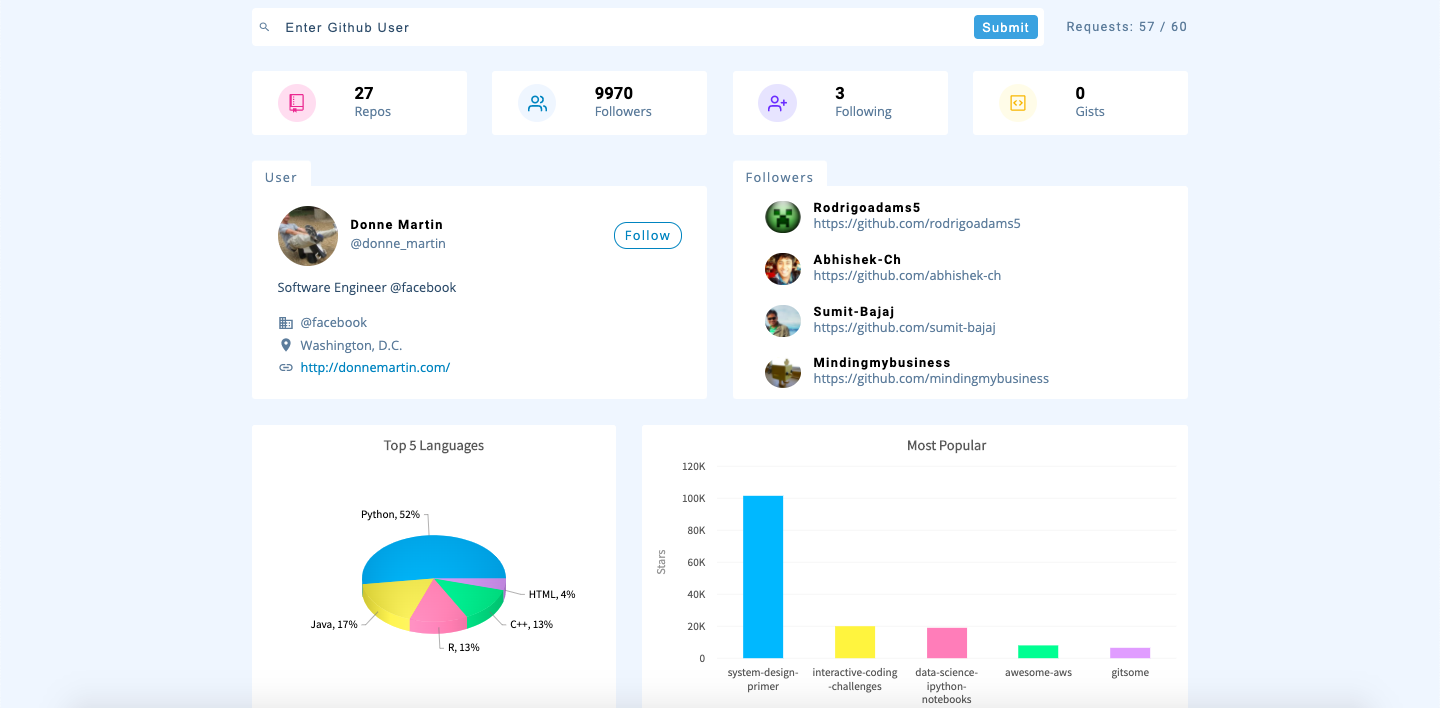 Enter Github User
Submit
Requests: 57 / 60
27
Repos
9970
Followers
3
Following
0
Gists
User
Donne Martin
@donne_martin
Follow
Software Engineer @facebook
@facebook
Washington, D.C.
http://donnemartin.com/
Followers
Rodrigoadams5
https://github.com/rodrigoadams5
Abhishek-Ch
https://github.com/abhishek-ch
Sumit-Bajaj
https://github.com/sumit-bajaj
Mindingmybusiness
https://github.com/mindingmybusiness
Top 5 Languages
Python, 52%
HTML, 4%
Java, 17%
C++, 13%
R, 13%
Most Popular
120K
100K
80K
60K
40K
20K
0
Stars
system-design-
primer
interactive-coding
-challenges
data-science-
ipython-
notebooks
awesome-aws
gitsome